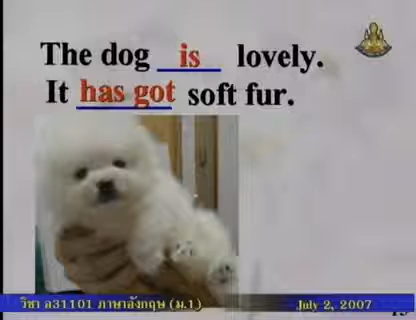 The dog is lovely.
It has got soft fur.
วิชา อ31101 ภาษาอังกฤษ (ม.1) July 2, 2007